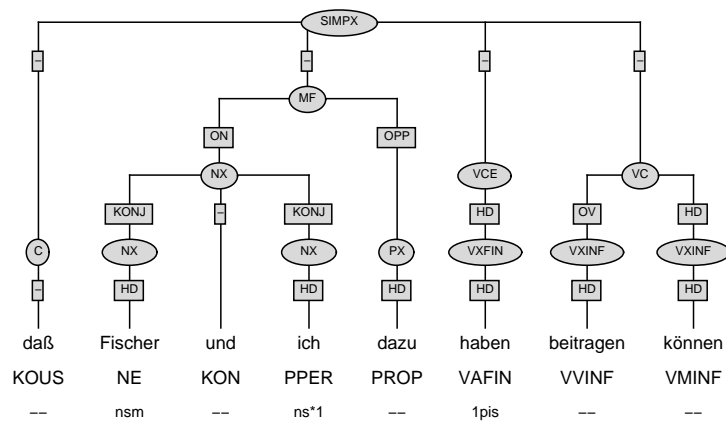 SIMPX
– – – –
MF
ON OPP
NX VCE VC
KONJ – KONJ HD OV HD
C NX NX PX VXFIN VXINF VXINF
– HD HD HD HD HD HD
daß Fischer und ich dazu haben beitragen können
KOUS NE KON PPER PROP VAFIN VVINF VMINF
–– nsm –– ns*1 –– 1pis –– ––